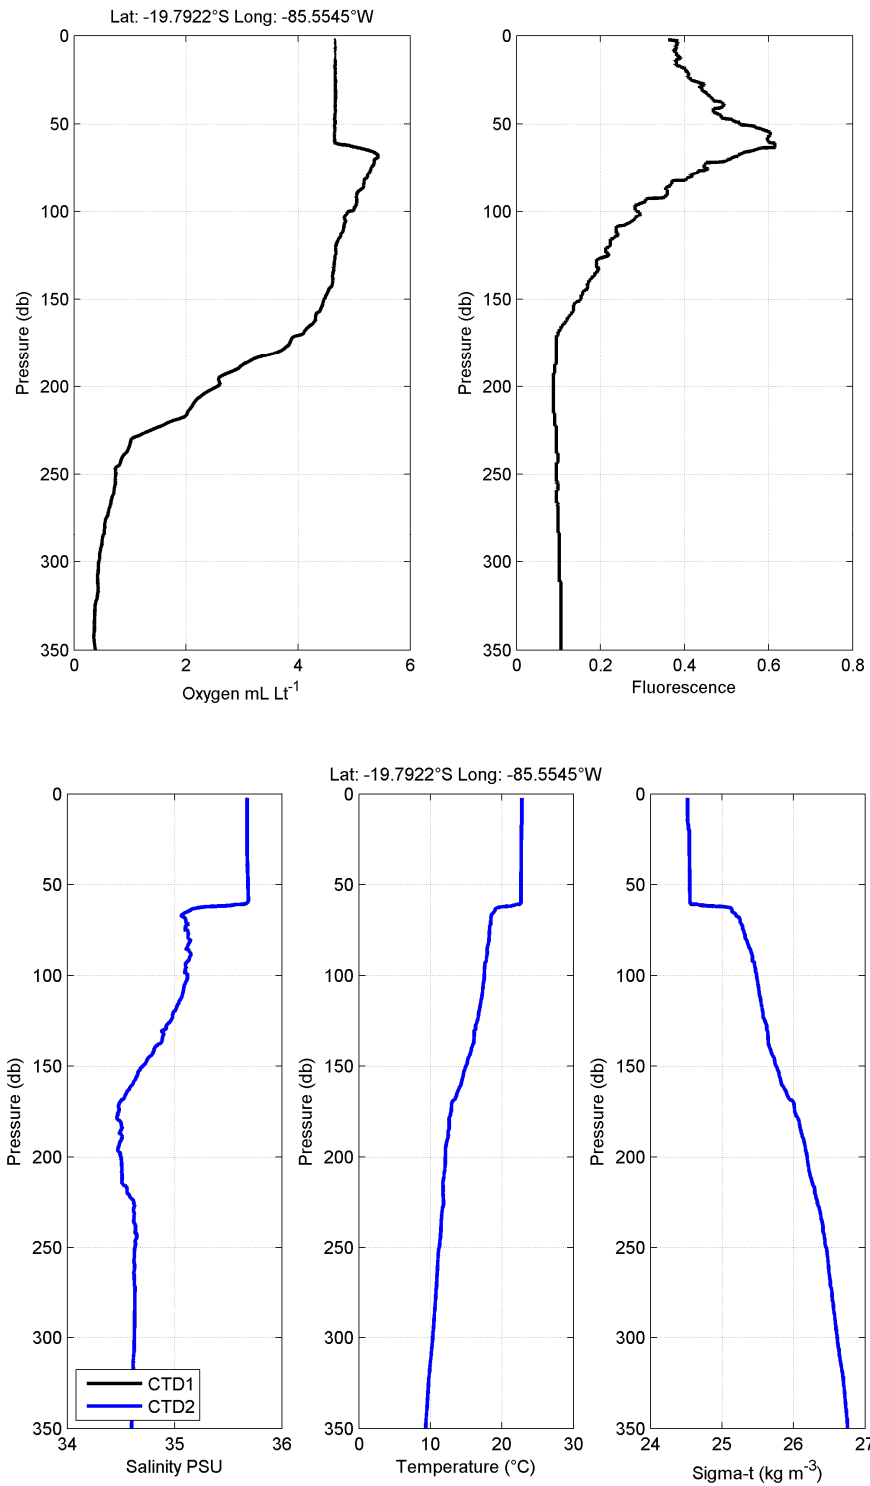 Lat: -19.7922°S Long: -85.5545°W
0
50
100
150
200
250
300
350
Pressure (db)
0 2 4 6
Oxygen mL Lt-1
0
50
100
150
200
250
300
350
Pressure (db)
0 0.2 0.4 0.6 0.8
Fluorescence
Lat: -19.7922°S Long: -85.5545°W
0
50
100
150
200
250
300
350
Pressure (db)
CTD1
CTD2
34 35 36
Salinity PSU
0
50
100
150
200
250
300
350
Pressure (db)
0 10 20 30
Temperature (°C)
0
50
100
150
200
250
300
350
Pressure (db)
24 25 26 27
Sigma-t (kg m-3)